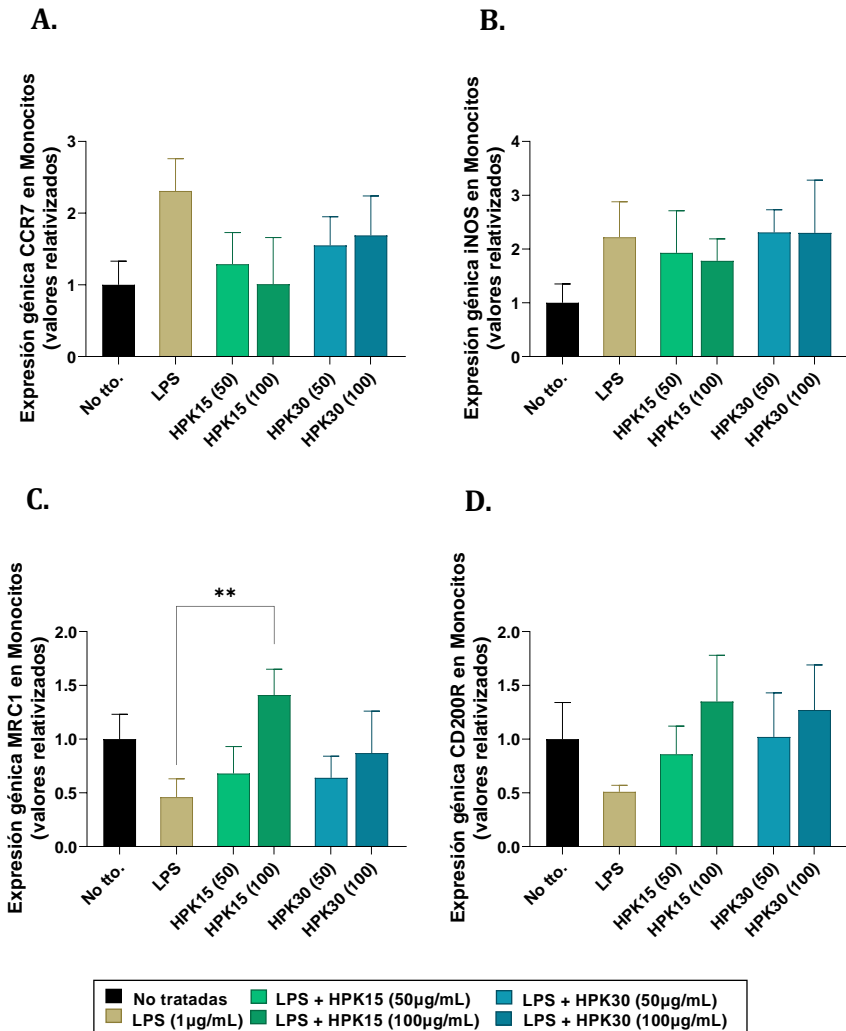 A.
Expresión génica CCR7 en Monocitos
(valores relativizados)
3
2
1
0
No tto.
LPS
HPK15 (50)
HPK15 (100)
HPK30 (50)
HPK30 (100)
B.
Expresión génica iNOS en Monocitos
(valores relativizados)
4
3
2
1
0
No tto.
LPS
HPK15 (50)
HPK15 (100)
HPK30 (50)
HPK30 (100)
C.
Expresión génica MRC1 en Monocitos
(valores relativizados)
2.0
1.5
1.0
0.5
0.0
**
No tto.
LPS
HPK15 (50)
HPK15 (100)
HPK30 (50)
HPK30 (100)
D.
Expresión génica CD200R en Monocitos
(valores relativizados)
2.0
1.5
1.0
0.5
0.0
No tto.
LPS
HPK15 (50)
HPK15 (100)
HPK30 (50)
HPK30 (100)
No tratadas
LPS + HPK15 (50µg/mL)
LPS + HPK30 (50µg/mL)
LPS (1µg/mL)
LPS + HPK15 (100µg/mL)
LPS + HPK30 (100µg/mL)